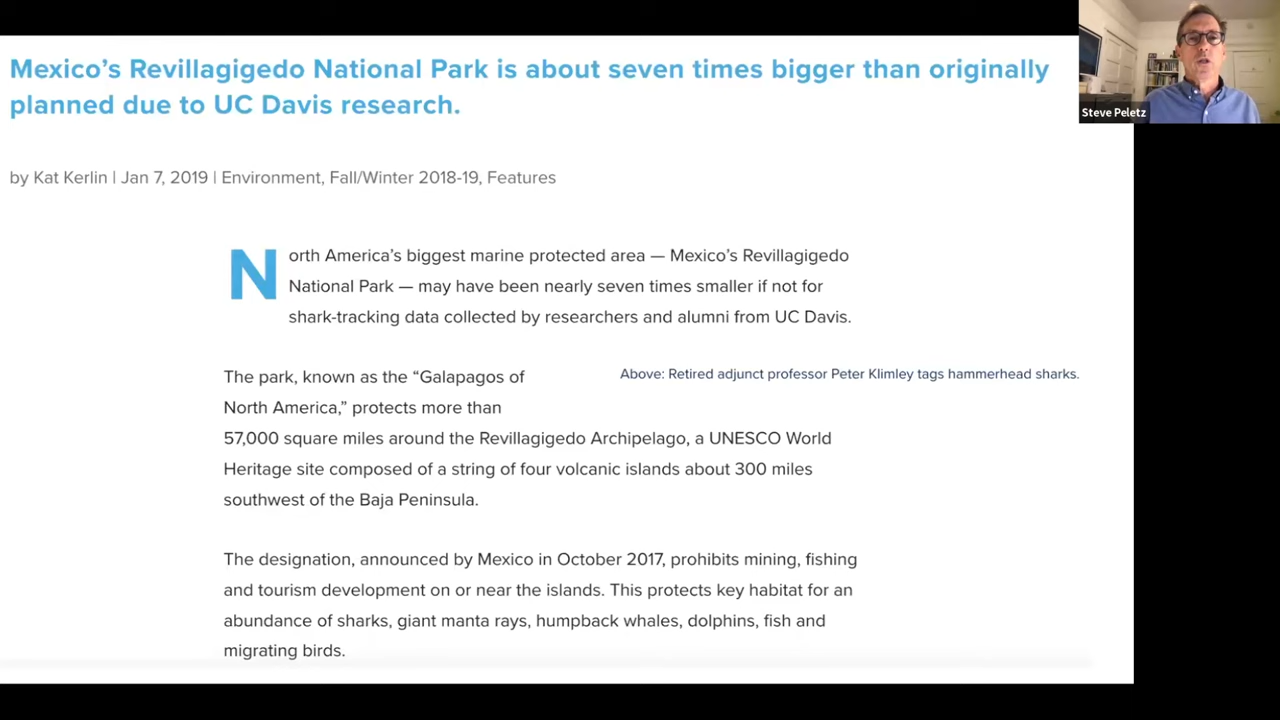 Mexico’s Revillagigedo National Park is about seven times bigger than originally
planned due to UC Davis research.
Steve Peletz
by Kat Kerlin | Jan 7, 2019 | Environment, Fall/Winter 2018-19, Features
North America’s biggest marine protected area — Mexico’s Revillagigedo
National Park — may have been nearly seven times smaller if not for
shark-tracking data collected by researchers and alumni from UC Davis.
Above: Retired adjunct professor Peter Klimley tags hammerhead sharks.
The park, known as the “Galapagos of
North America,” protects more than
57,000 square miles around the Revillagigedo Archipelago, a UNESCO World
Heritage site composed of a string of four volcanic islands about 300 miles
southwest of the Baja Peninsula.
The designation, announced by Mexico in October 2017, prohibits mining, fishing
and tourism development on or near the islands. This protects key habitat for an
abundance of sharks, giant manta rays, humpback whales, dolphins, fish and
migrating birds.